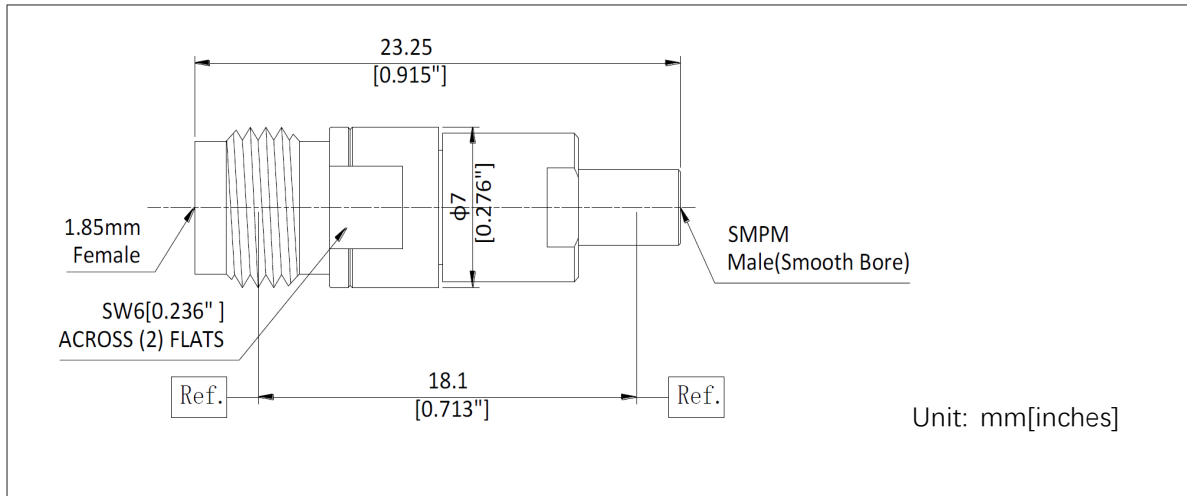 23.25
[0.915"]
ϕ7
[0.276"]
1.85mm
Female
SMPM
Male(Smooth Bore)
SW6[0.236" ]
ACROSS (2) FLATS
Ref.
18.1
[0.713"]
Ref.
Unit: mm[inches]